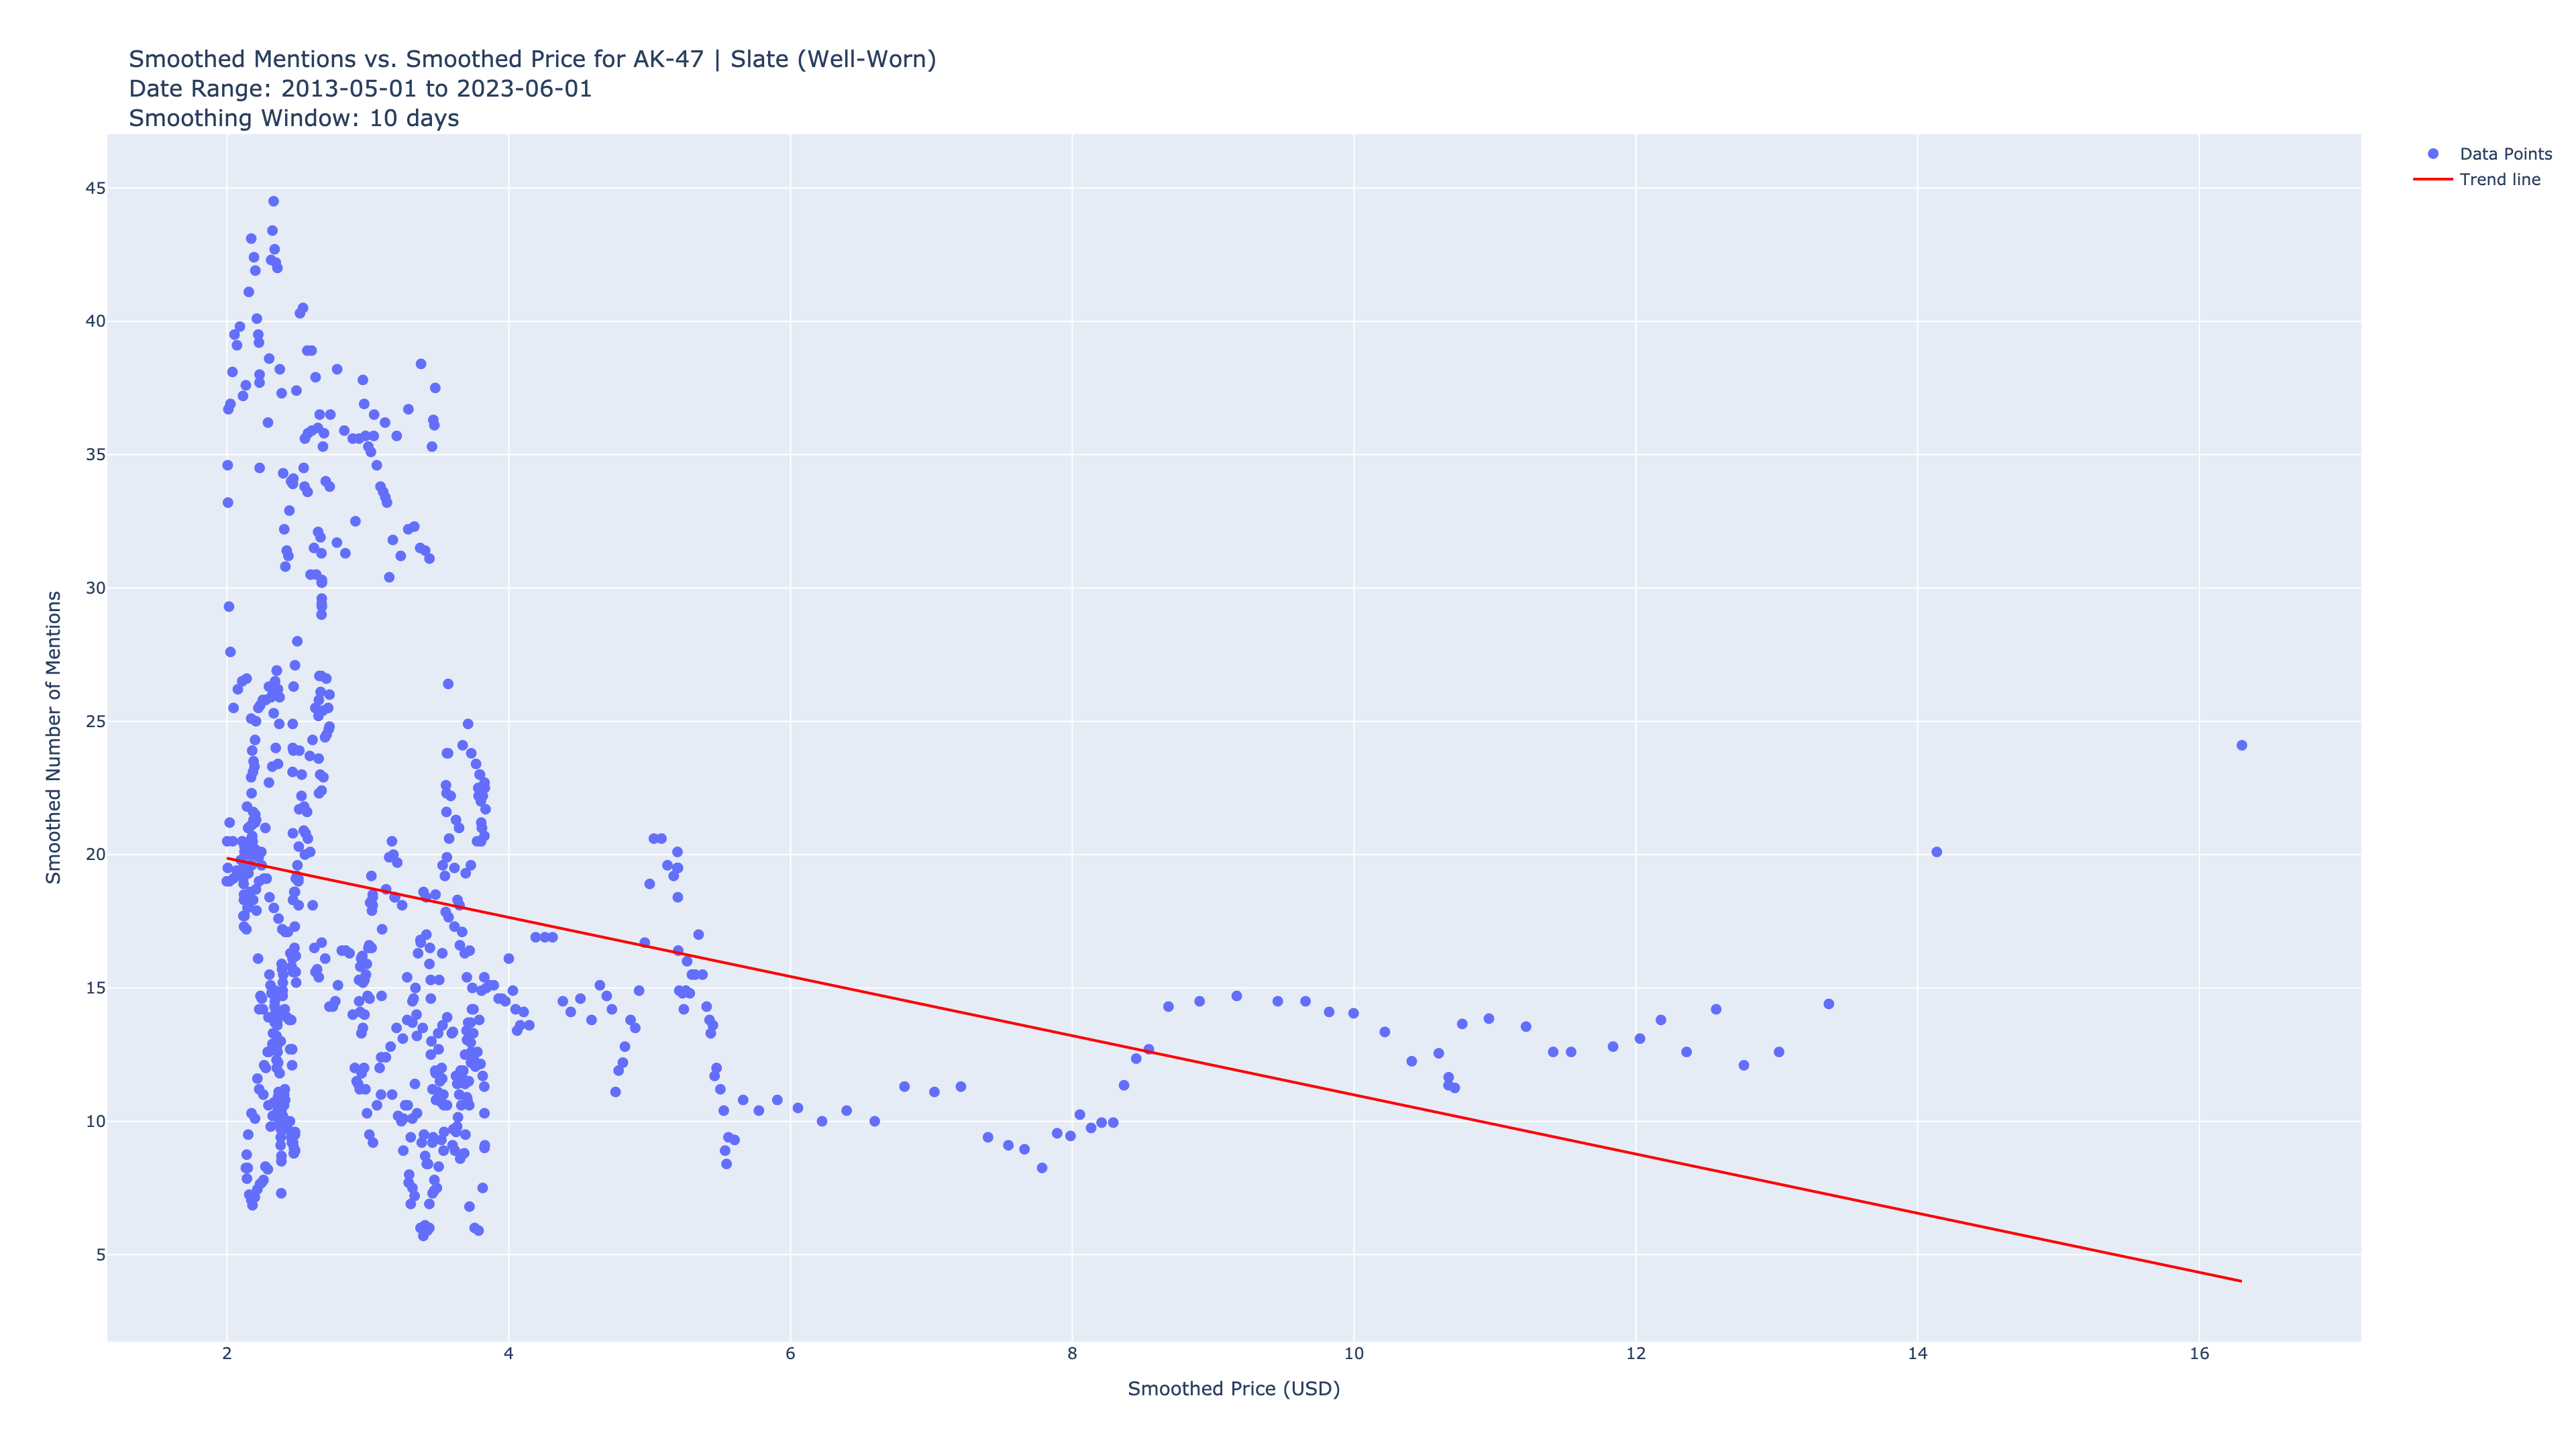 Smoothed Mentions vs. Smoothed Price for AK-47 | Slate (Well-Worn)
Date Range: 2013-05-01 to 2023-06-01
Smoothing Window: 10 days
Data Points
Trend line
45
40
35
30
25
20
15
10
5
Smoothed Number of Mentions
2 4 6 8 10 12 14 16
Smoothed Price (USD)